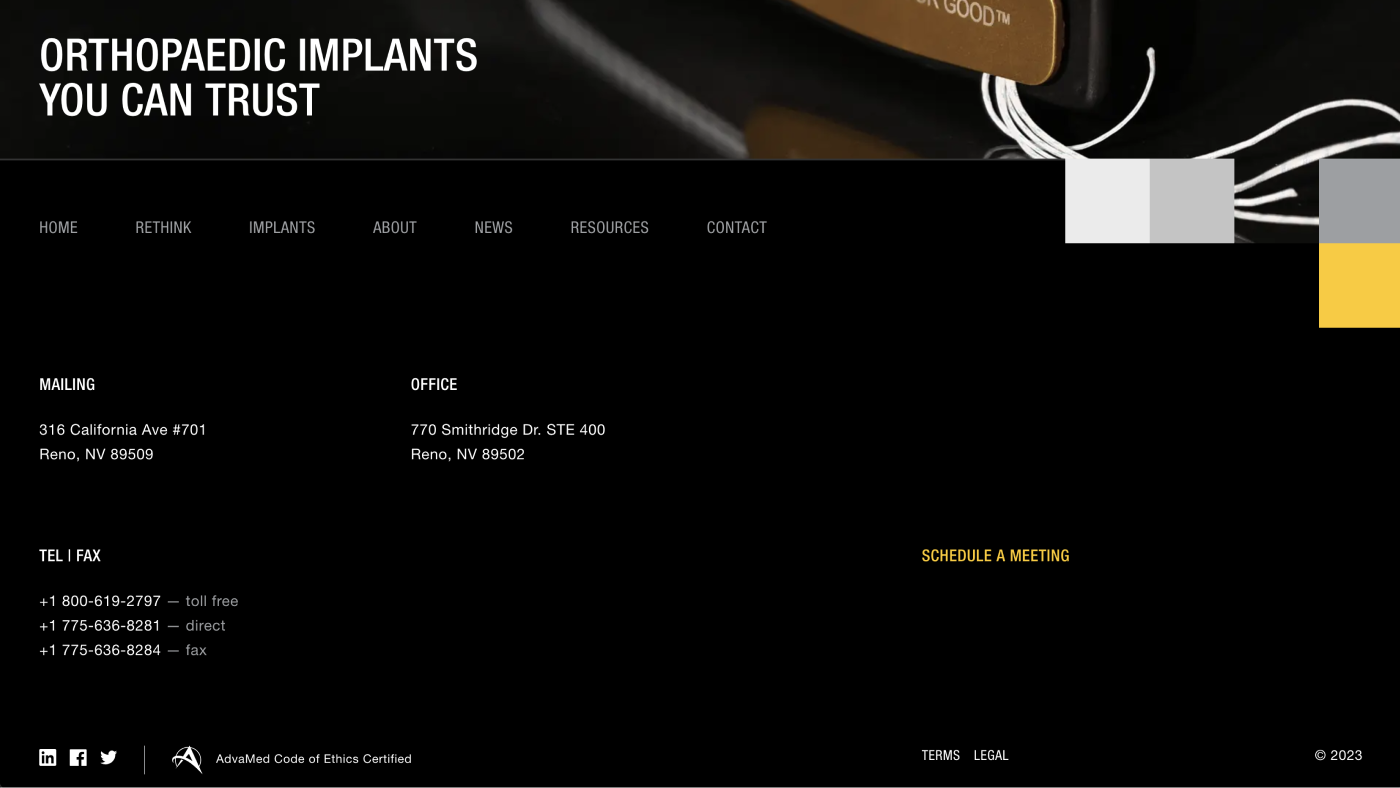 GOOD™
ORTHOPAEDIC IMPLANTS
YOU CAN TRUST
HOME RETHINK IMPLANTS ABOUT NEWS RESOURCES CONTACT
MAILING
316 California Ave #701
Reno, NV 89509
OFFICE
770 Smithridge Dr. STE 400
Reno, NV 89502
TEL | FAX
+1 800-619-2797 — toll free
+1 775-636-8281 — direct
+1 775-636-8284 — fax
SCHEDULE A MEETING
AdvaMed Code of Ethics Certified
TERMS LEGAL
© 2023